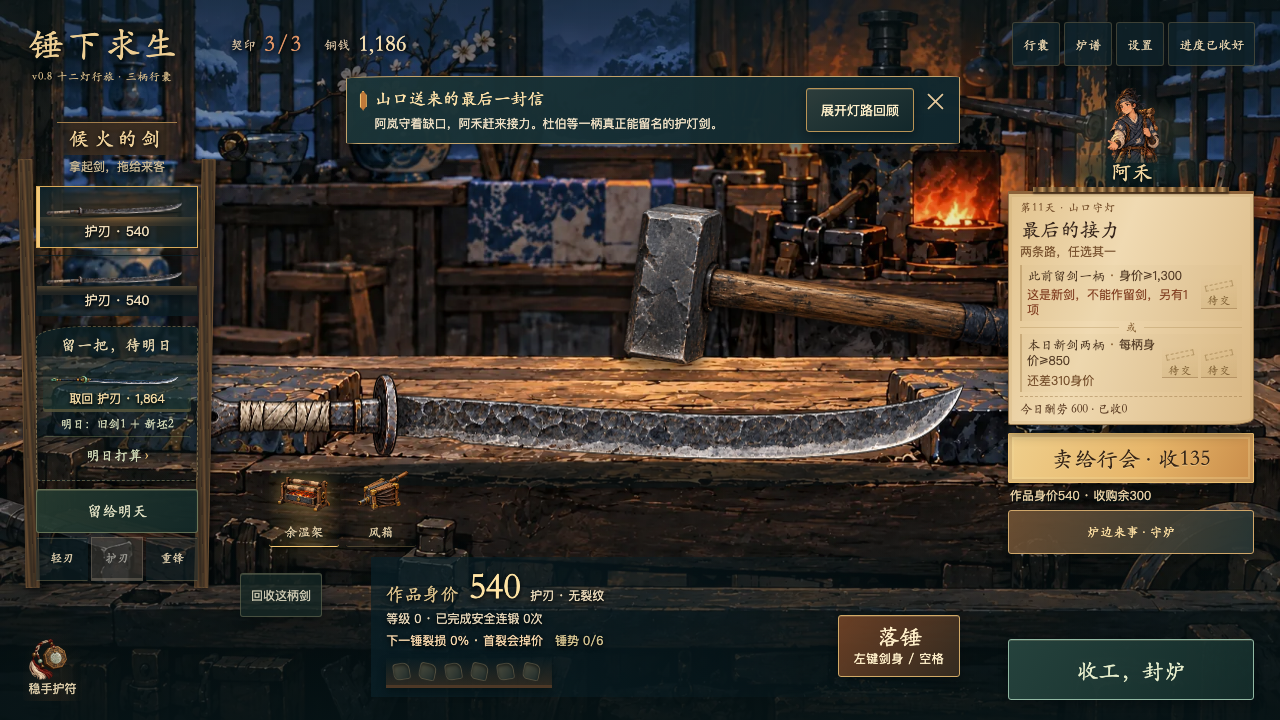 锤下求生
v0.8 十二灯行旅 · 三柄行囊
契印 3/3 铜钱 1,186
行囊
炉谱
设置
进度已收好
山口送来的最后一封信
阿岚守着缺口，阿禾赶来接力。杜伯等一柄真正能留名的护灯剑。
展开灯路回顾
候火的剑
拿起剑，拖给来客
护刃 · 540
护刃 · 540
留一把，待明日
取回 护刃 · 1,864
明日：旧剑1 + 新坯2
明日打算 ›
留给明天
轻刃
护刃
重锋
稳手护符
阿禾
第11天 · 山口守灯
最后的接力
两条路，任选其一
此前留剑一柄 · 身价≥1,300
这是新剑，不能作留剑，另有1
项
待交
或
本日新剑两柄 · 每柄身
价≥850
还差310身价
待交
待交
今日酬劳 600 · 已收0
卖给行会 · 收135
作品身价540 · 收购余300
炉边来事 · 守炉
余温架
风箱
回收这柄剑
作品身价 540 护刃 · 无裂纹
等级 0 · 已完成安全连锻 0次
下一锤裂损 0% · 首裂会掉价 锤势 0/6
落锤
左键剑身 / 空格
收工，封炉